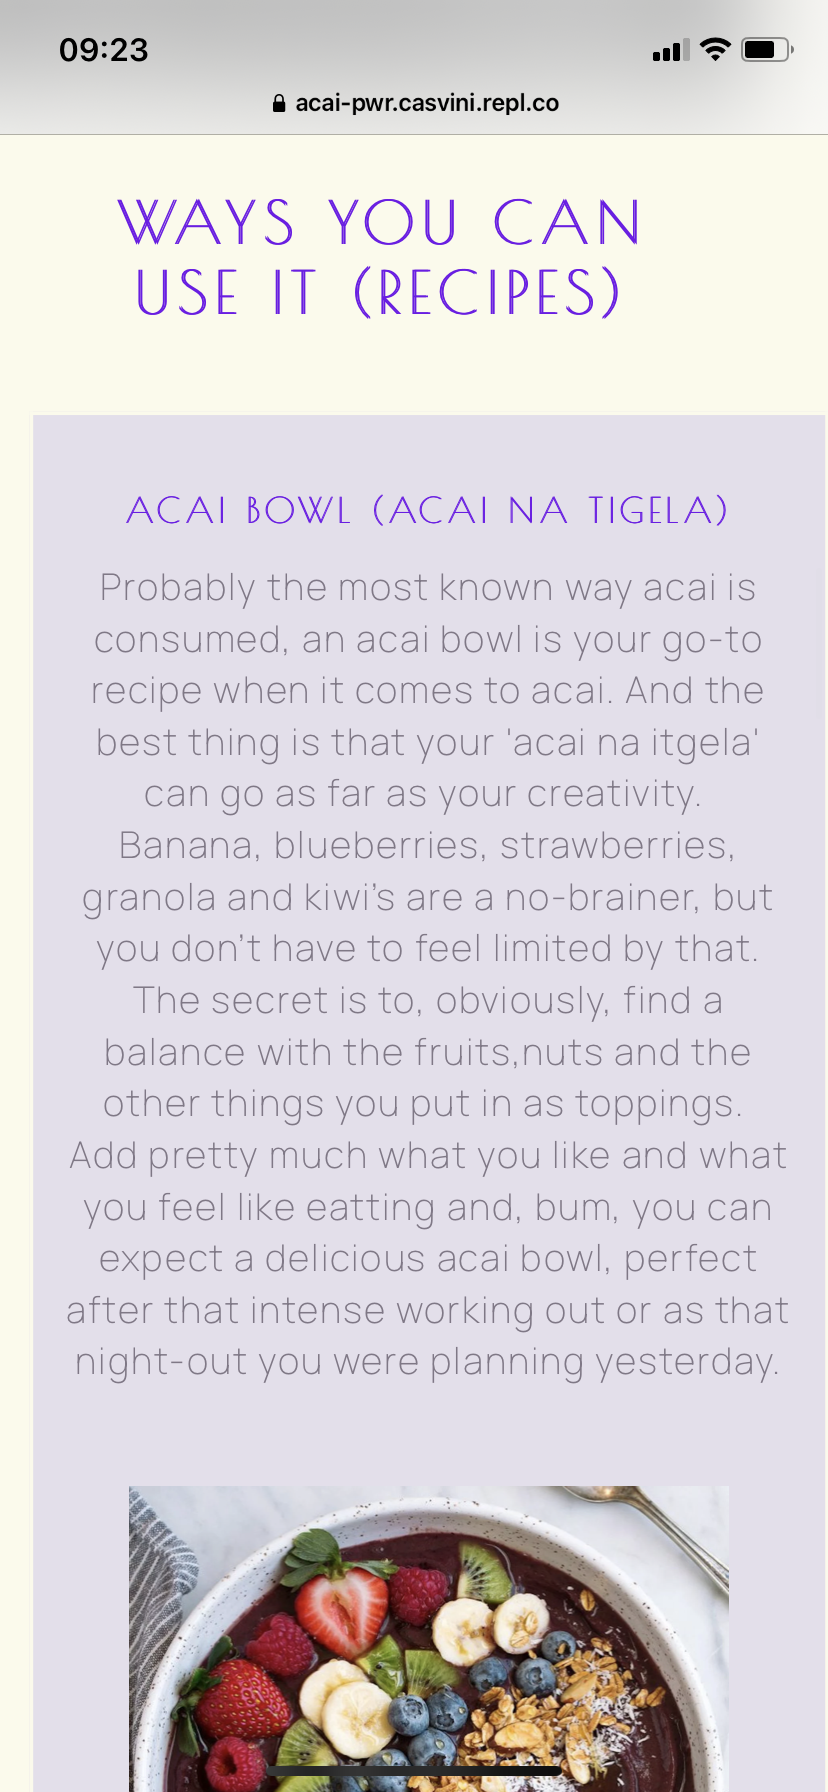 09:23
acai-pwr.casvini.repl.co
WAYS YOU CAN
USE IT (RECIPES)
ACAI BOWL (ACAI NA TIGELA)
Probably the most known way acai is
consumed, an acai bowl is your go-to
recipe when it comes to acai. And the
best thing is that your 'acai na itgela'
can go as far as your creativity.
Banana, blueberries, strawberries,
granola and kiwi’s are a no-brainer, but
you don’t have to feel limited by that.
The secret is to, obviously, find a
balance with the fruits,nuts and the
other things you put in as toppings.
Add pretty much what you like and what
you feel like eatting and, bum, you can
expect a delicious acai bowl, perfect
after that intense working out or as that
night-out you were planning yesterday.